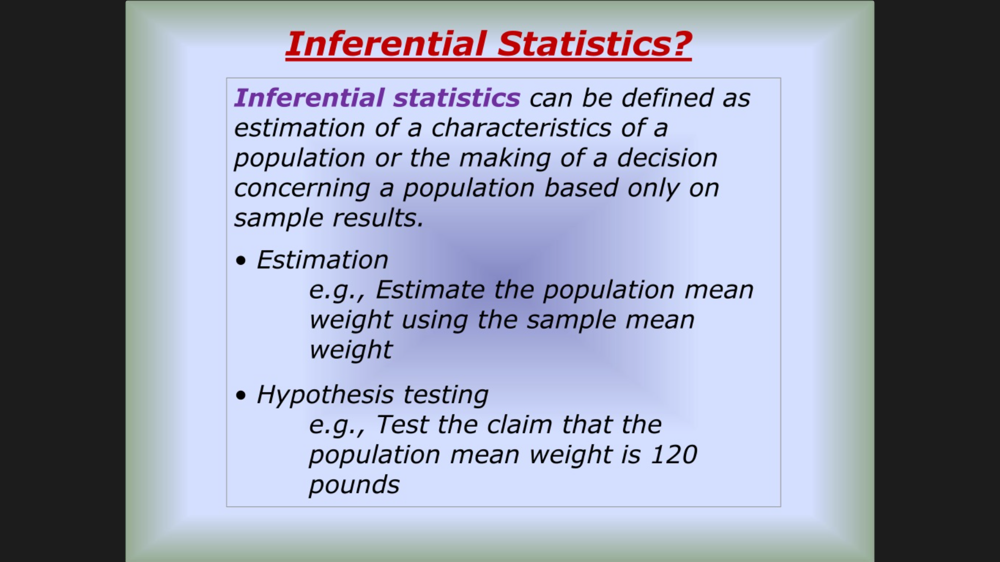 Inferential Statistics?
Inferential statistics can be defined as
estimation of a characteristics of a
population or the making of a decision
concerning a population based only on
sample results.
• Estimation
e.g., Estimate the population mean
weight using the sample mean
weight
• Hypothesis testing
e.g., Test the claim that the
population mean weight is 120
pounds